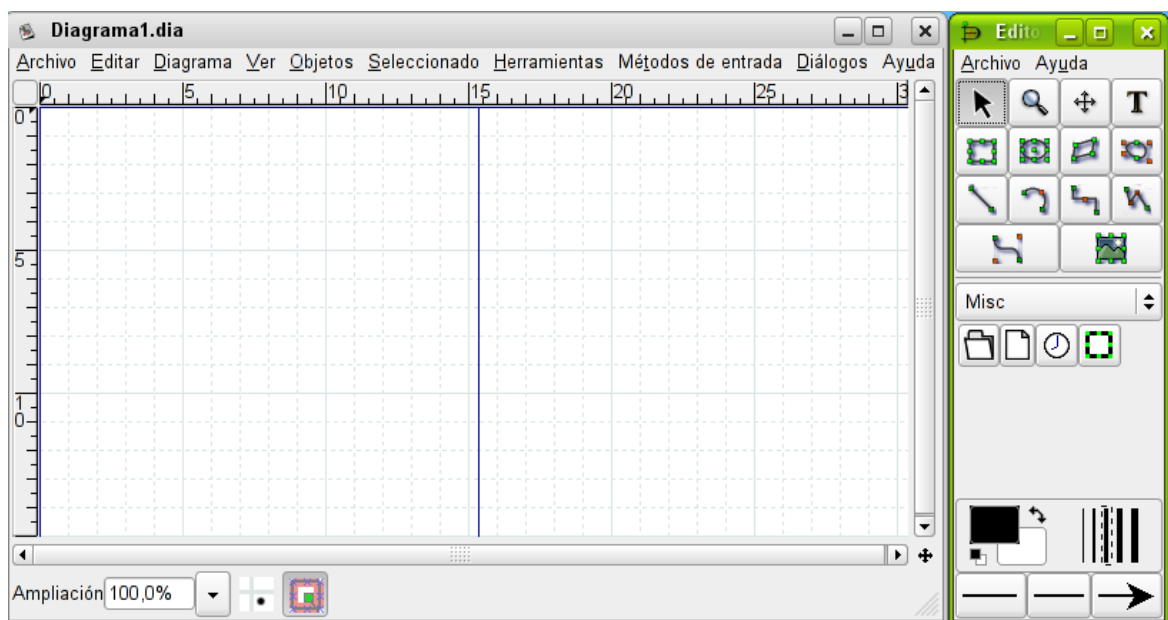 Diagrama1.dia
Archivo Editar Diagrama Ver Objetos Seleccionado Herramientas Métodos de entrada Diálogos Ayuda
0 5 10 15 20 25 3
0
5
10
Ampliación 100,0%
Edito
Archivo Ayuda
T
Misc